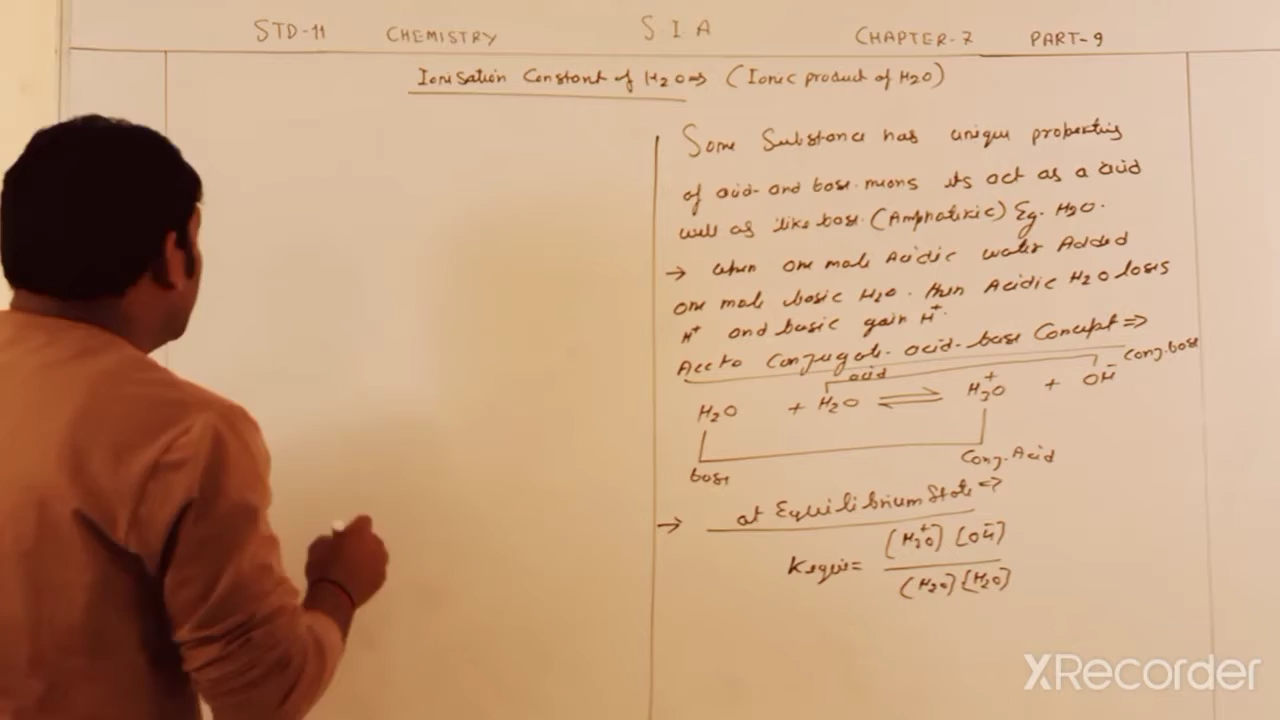 STD-11 CHEMISTRY S I A CHAPTER-7 PART-9
Ionisation Constant of H2O ⇒ (Ionic product of H2O)
Some Substance has unique properties
of acid and base means its act as a acid
well as like base (Amphoteric) Eg. H2O.
→ when one mole Acidic water Added
one mole basic H2O. then Acidic H2O loses
H+ and basic gain H+.
Acc to Conjugate acid-base Concept ⇒
acid Conj. base
H2O + H2O ⇌ H3O+ + OH-
base Conj. Acid
→ at Equilibrium State ⇒
Kequi = (H3O+) (OH-)
(H2O) (H2O)
XRecorder